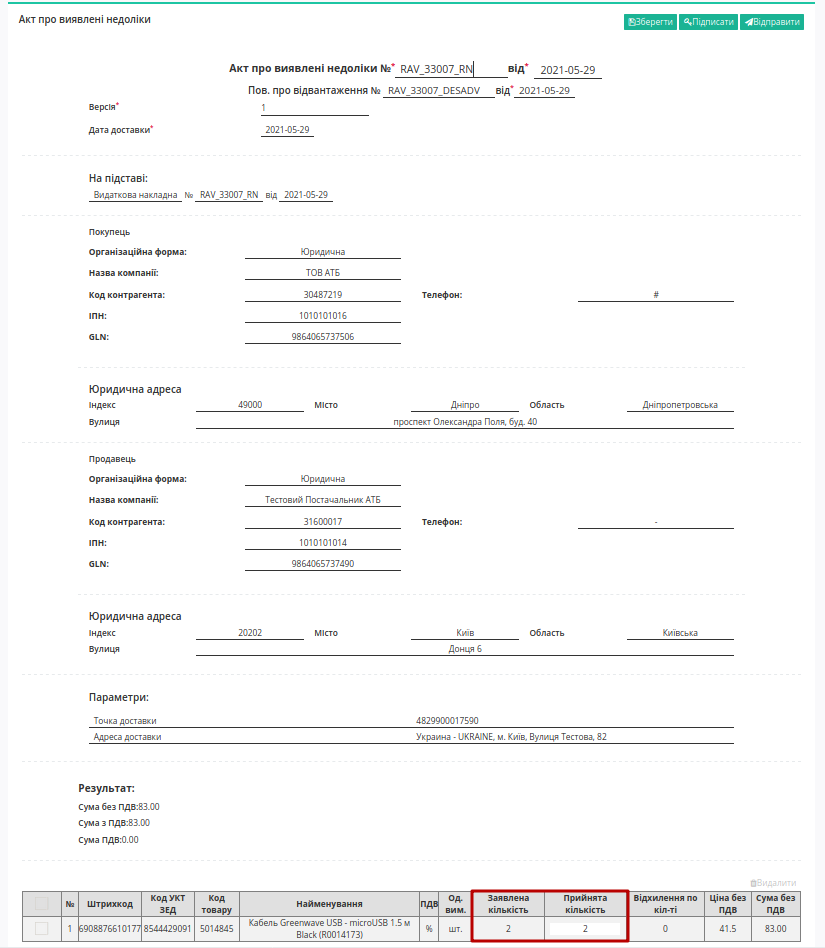 Акт про виявлені недоліки
Зберегти Підписати Відправити
Акт про виявлені недоліки №* RAV_33007_RN від* 2021-05-29
Пов. про відвантаження № RAV_33007_DESADV від* 2021-05-29
Версія* 1
Дата доставки* 2021-05-29
На підставі:
Видаткова накладна № RAV_33007_RN від 2021-05-29
Покупець
Організаційна форма: Юридична
Назва компанії: ТОВ АТБ
Код контрагента: 30487219 Телефон: #
ІПН: 1010101016
GLN: 9864065737506
Юридична адреса
Індекс 49000 Місто Дніпро Область Дніпропетровська
Вулиця проспект Олександра Поля, буд. 40
Продавець
Організаційна форма: Юридична
Назва компанії: Тестовий Постачальник АТБ
Код контрагента: 31600017 Телефон: -
ІПН: 1010101014
GLN: 9864065737490
Юридична адреса
Індекс 20202 Місто Київ Область Київська
Вулиця Донця 6
Параметри:
Точка доставки 4829900017590
Адреса доставки Украина - UKRAINE, м. Київ, Вулиця Тестова, 82
Результат:
Сума без ПДВ:83.00
Сума з ПДВ:83.00
Сума ПДВ:0.00
Видалити
№ Штрихкод Код УКТ ЗЕД Код товару Найменування ПДВ Од. вим. Заявлена кількість Прийнята кількість Відхилення по кіл-ті Ціна без ПДВ Сума без ПДВ
1 6908876610177 8544429091 5014845 Кабель Greenwave USB - microUSB 1.5 м Black (R0014173) % шт. 2 2 0 41.5 83.00